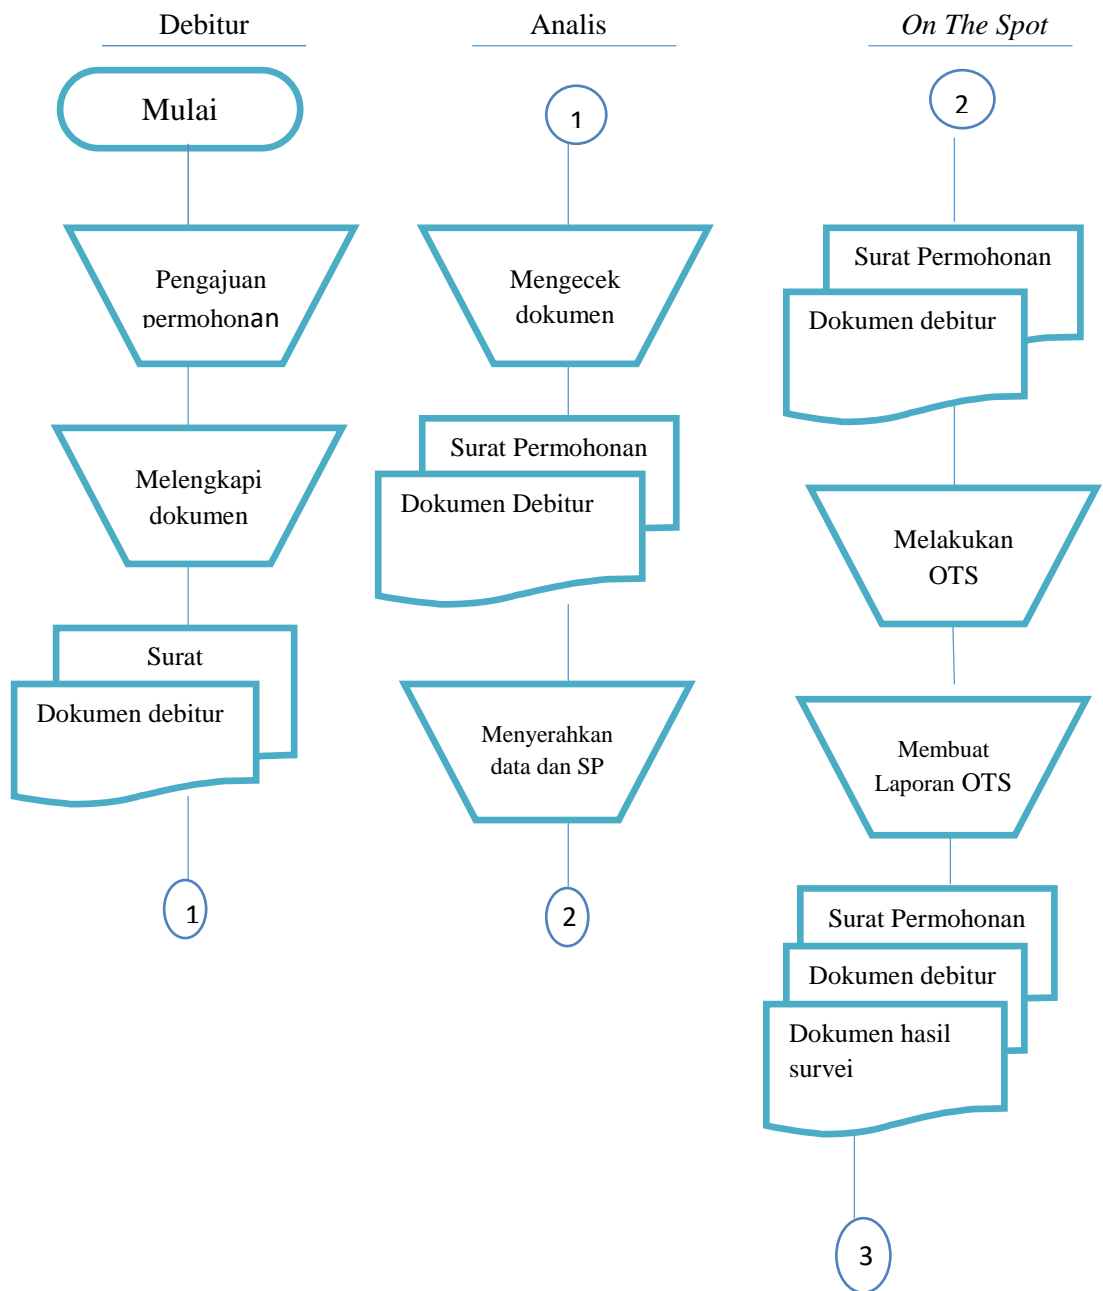 Debitur
Mulai
Pengajuan
permohonan
Melengkapi
dokumen
Surat
Dokumen debitur
1
Analis
1
Mengecek
dokumen
Surat Permohonan
Dokumen Debitur
Menyerahkan
data dan SP
2
On The Spot
2
Surat Permohonan
Dokumen debitur
Melakukan
OTS
Membuat
Laporan OTS
Surat Permohonan
Dokumen debitur
Dokumen hasil
survei
3